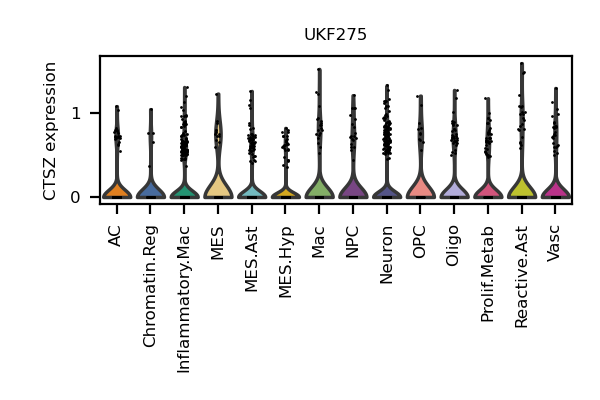 UKF275
CTSZ expression
1
0
AC
Chromatin.Reg
Inflammatory.Mac
MES
MES.Ast
MES.Hyp
Mac
NPC
Neuron
OPC
Oligo
Prolif.Metab
Reactive.Ast
Vasc